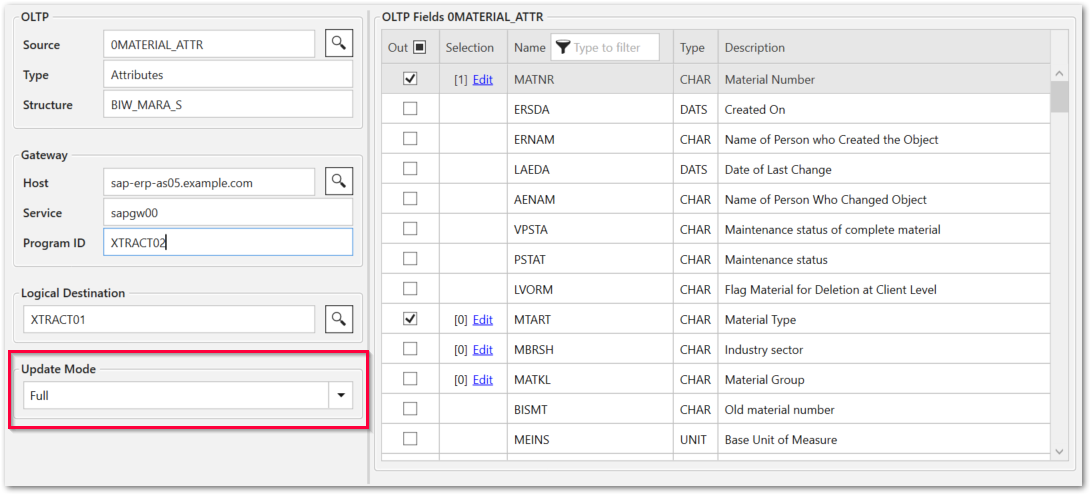 OLTP
Source 0MATERIAL_ATTR
Type Attributes
Structure BIW_MARA_S
Gateway
Host sap-erp-as05.example.com
Service sapgw00
Program ID XTRACT02
Logical Destination
XTRACT01
Update Mode
Full
OLTP Fields 0MATERIAL_ATTR
Out Selection Name Type to filter Type Description
[1] Edit MATNR CHAR Material Number
ERSDA DATS Created On
ERNAM CHAR Name of Person who Created the Object
LAEDA DATS Date of Last Change
AENAM CHAR Name of Person Who Changed Object
VPSTA CHAR Maintenance status of complete material
PSTAT CHAR Maintenance status
LVORM CHAR Flag Material for Deletion at Client Level
[0] Edit MTART CHAR Material Type
[0] Edit MBRSH CHAR Industry sector
[0] Edit MATKL CHAR Material Group
BISMT CHAR Old material number
MEINS UNIT Base Unit of Measure